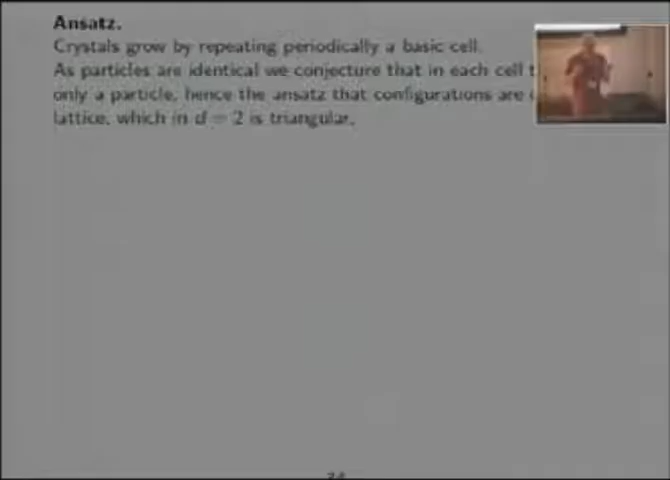 Ansatz.
Crystals grow by repeating periodically a basic cell.
As particles are identical we conjecture that in each cell t
only a particle, hence the ansatz that configurations are
lattice, which in d = 2 is triangular.